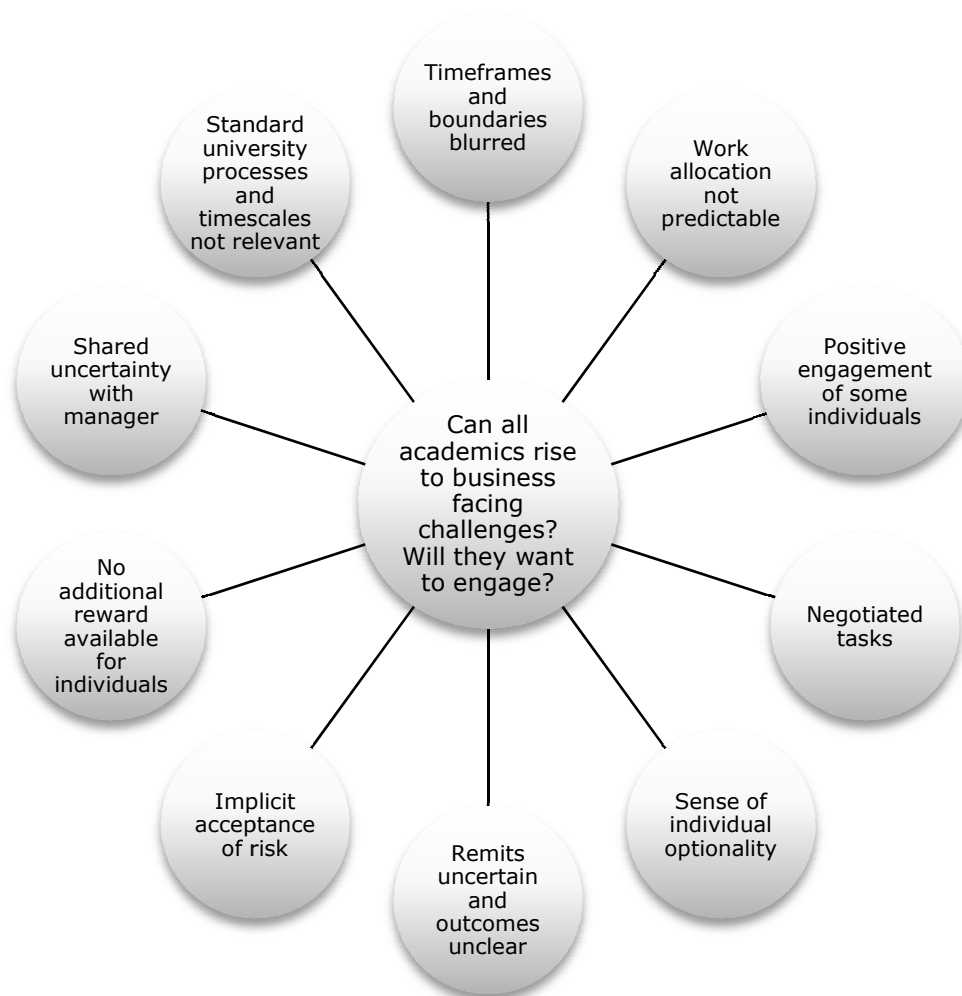 Timeframes
and
boundaries
blurred
Work
allocation
not
predictable
Positive
engagement
of some
individuals
Negotiated
tasks
Sense of
individual
optionality
Remits
uncertain
and
outcomes
unclear
Implicit
acceptance
of risk
No
additional
reward
available
for
individuals
Shared
uncertainty
with
manager
Standard
university
processes
and
timescales
not relevant
Can all
academics rise
to business
facing
challenges?
Will they want
to engage?